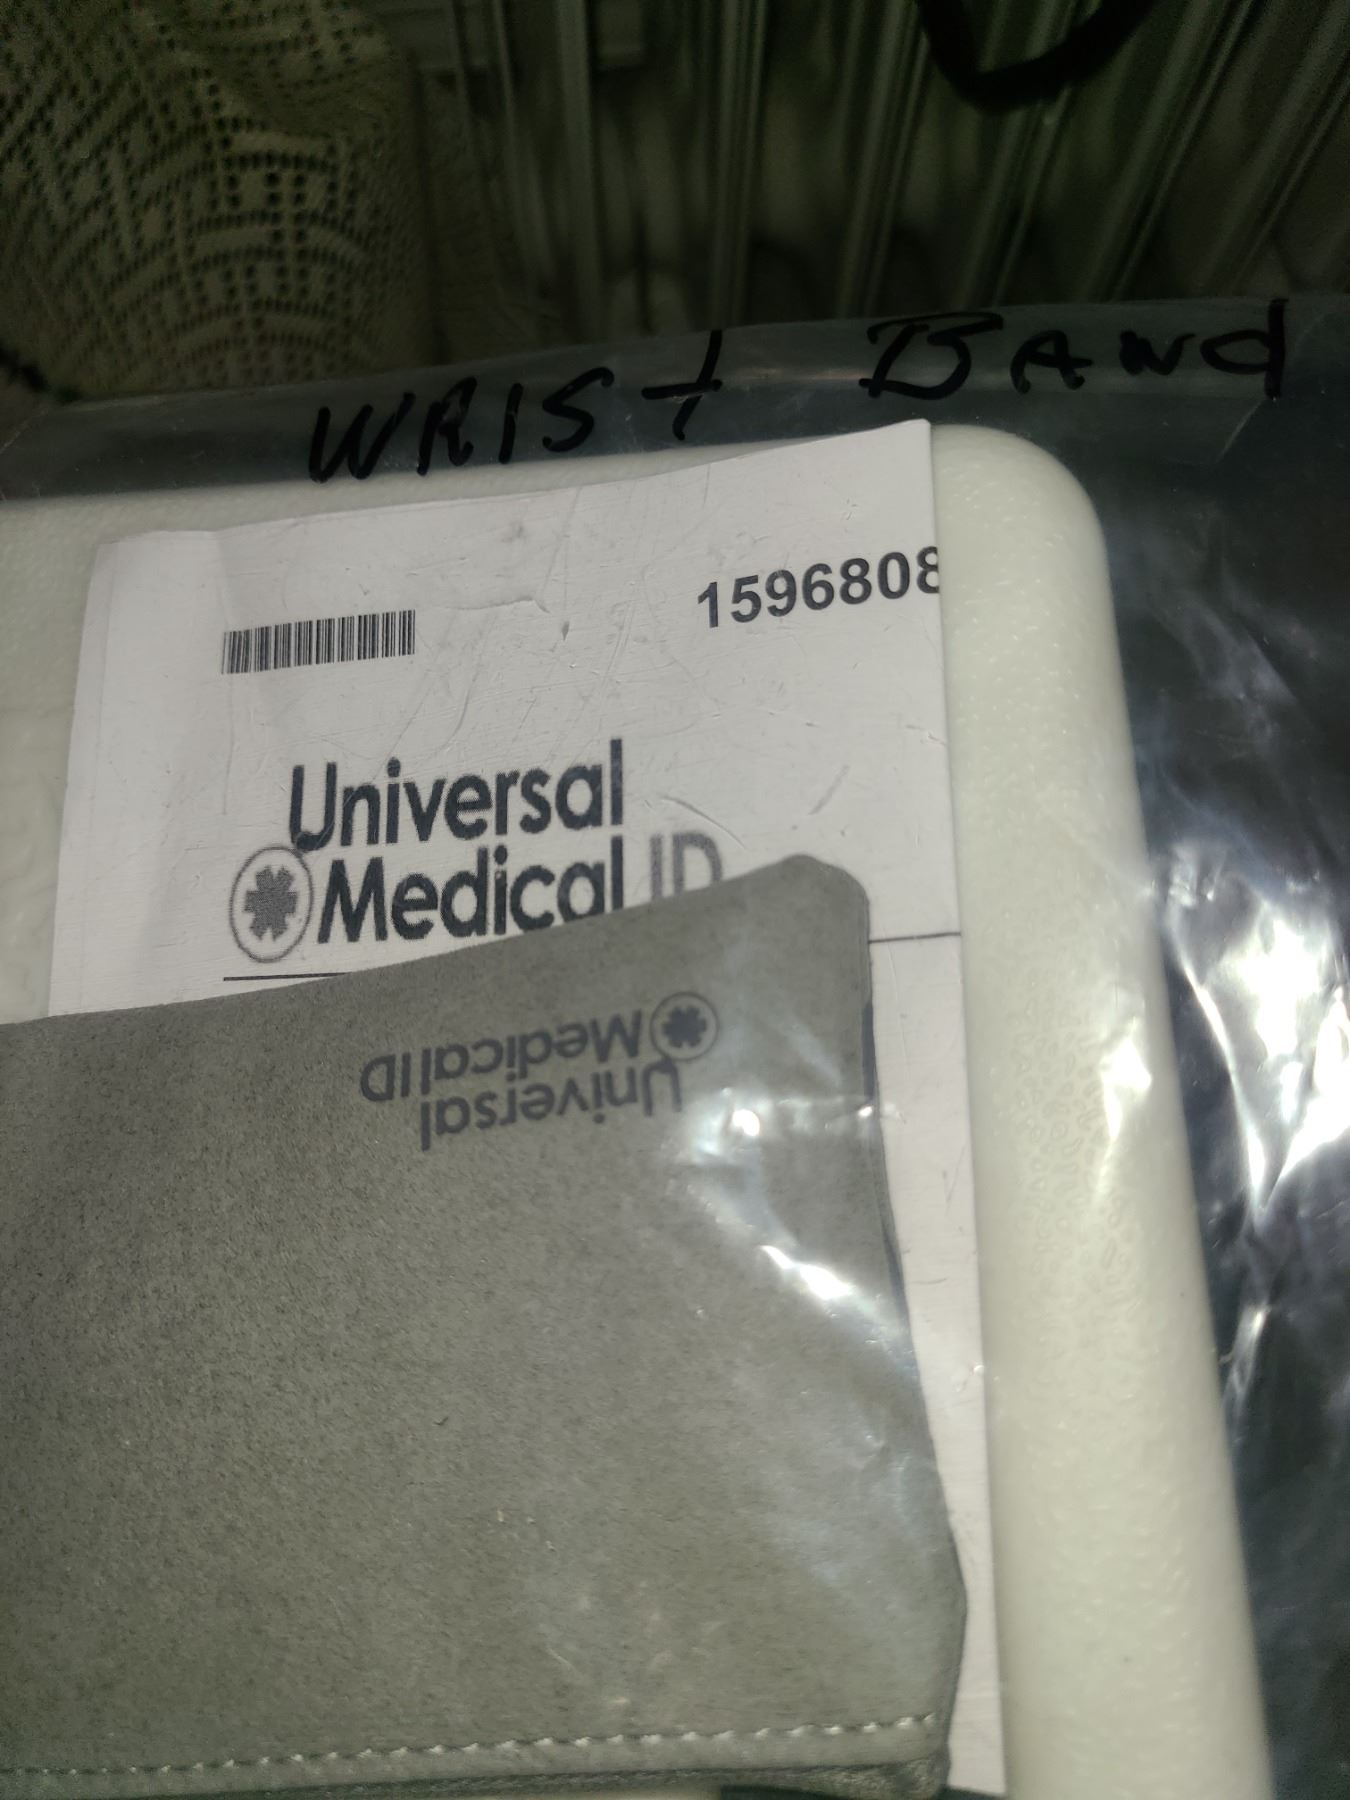 WRIST BAND
1596808
Universal
Medical ID
Universal
Medical ID